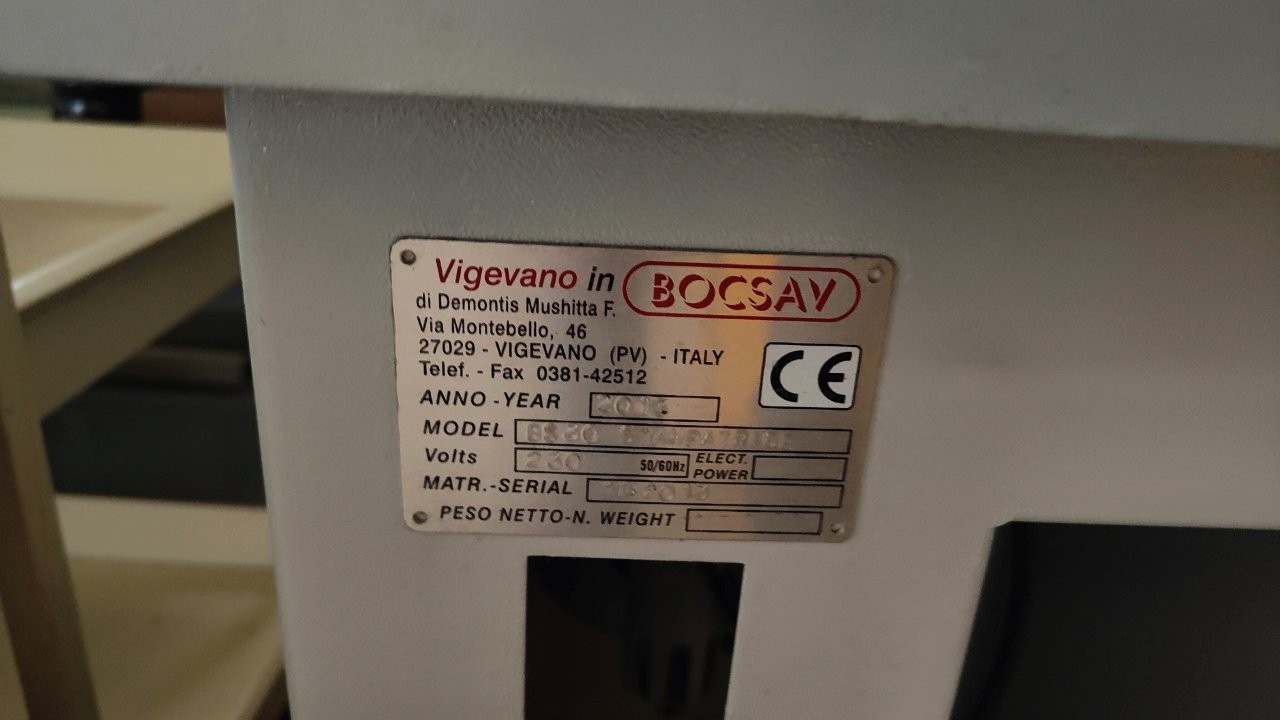 Vigevano in BOCSAV
di Demontis Mushitta F.
Via Montebello, 46
27029 - VIGEVANO (PV) - ITALY
Telef. - Fax 0381-42512
CE
ANNO - YEAR
MODEL
Volts 230 50/60Hz ELECT. POWER
MATR.-SERIAL
PESO NETTO-N. WEIGHT